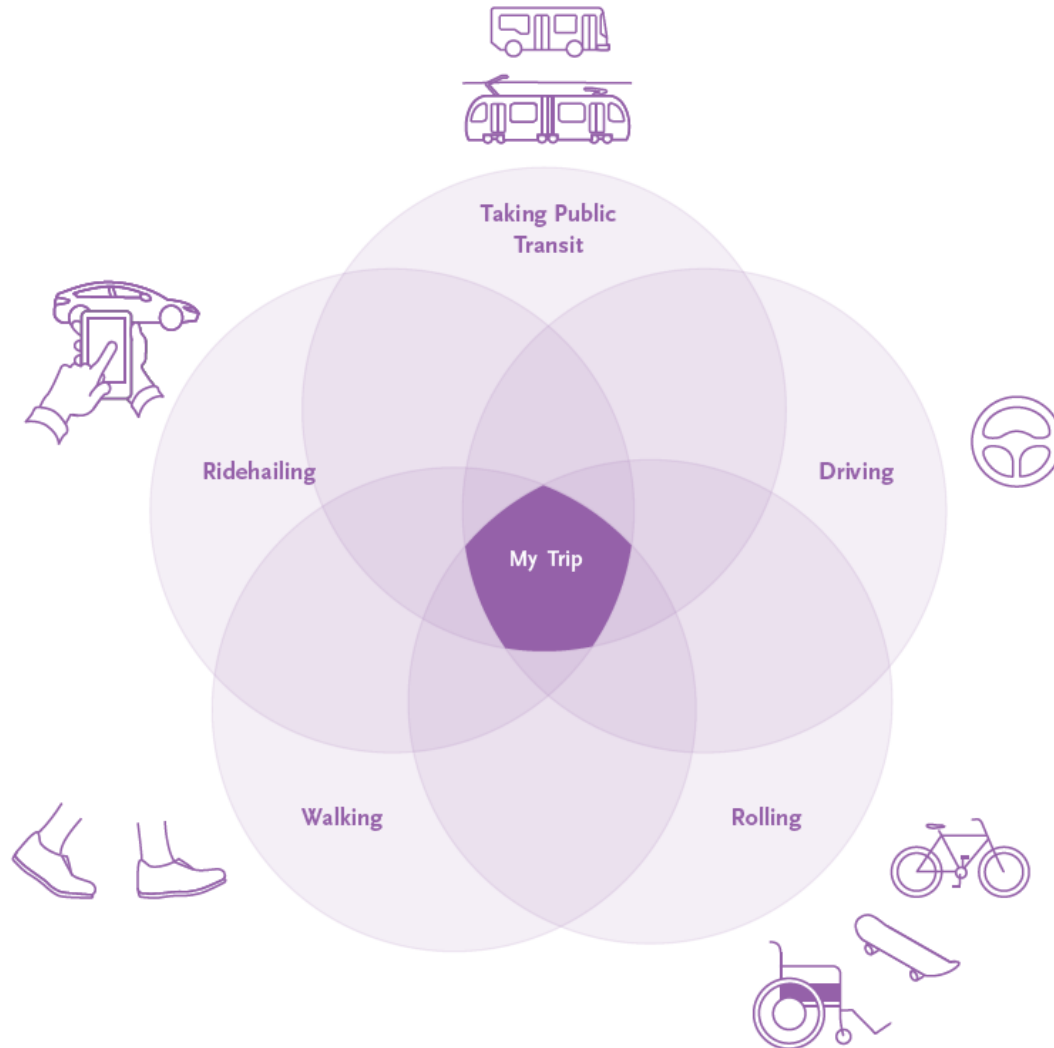 Taking Public
Transit
Ridehailing
Driving
My Trip
Walking
Rolling